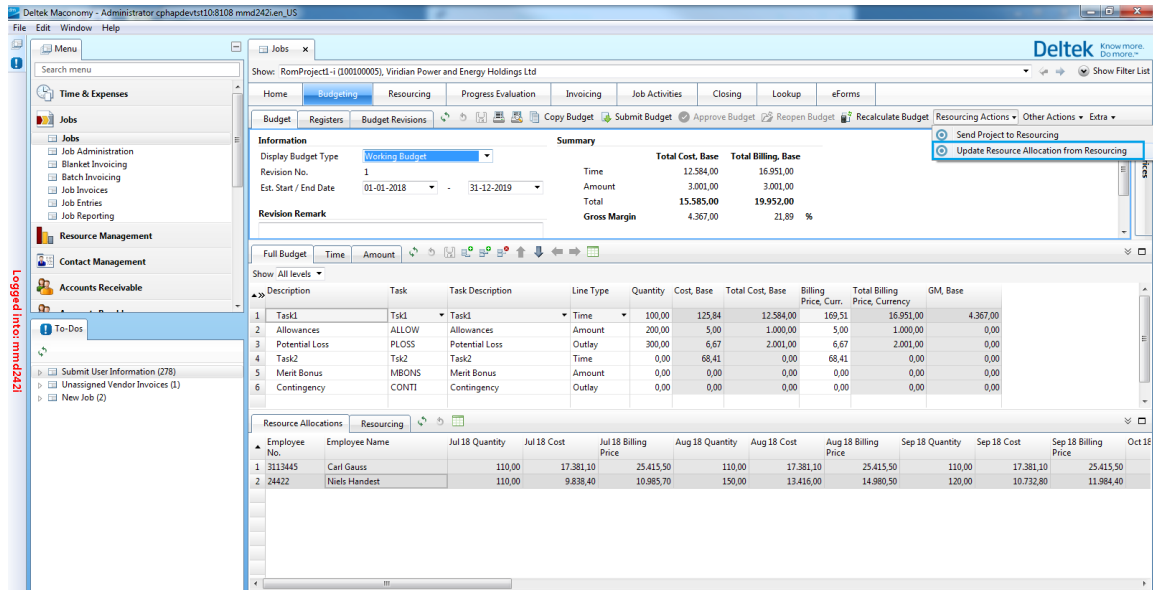 Deltek Maconomy - Administrator cphapdevtst10:8108 mmd242i.en_US
File Edit Window Help
Menu
Jobs
Deltek Know more. Do more.™
Search menu
Show: RomProject1-i (100100005), Viridian Power and Energy Holdings Ltd
Show Filter List
Time & Expenses
Home Budgeting Resourcing Progress Evaluation Invoicing Job Activities Closing Lookup eForms
Jobs
Budget Registers Budget Revisions Copy Budget Submit Budget Approve Budget Reopen Budget Recalculate Budget Resourcing Actions Other Actions Extra
Send Project to Resourcing
Update Resource Allocation from Resourcing
Jobs
Job Administration
Blanket Invoicing
Batch Invoicing
Job Invoices
Job Entries
Job Reporting
Resource Management
Contact Management
Accounts Receivable
Information Summary
Display Budget Type Working Budget Total Cost, Base Total Billing, Base
Revision No. 1 Time 12.584,00 16.951,00
Est. Start / End Date 01-01-2018 - 31-12-2019 Amount 3.001,00 3.001,00
Total 15.585,00 19.952,00
Revision Remark Gross Margin 4.367,00 21,89 %
Full Budget Time Amount
Show All levels
Description Task Task Description Line Type Quantity Cost, Base Total Cost, Base Billing Price, Curr. Total Billing Price, Currency GM, Base
1 Task1 Tsk1 Task1 Time 100,00 125,84 12.584,00 169,51 16.951,00 4.367,00
2 Allowances ALLOW Allowances Amount 200,00 5,00 1.000,00 5,00 1.000,00 0,00
3 Potential Loss PLOSS Potential Loss Outlay 300,00 6,67 2.001,00 6,67 2.001,00 0,00
4 Task2 Tsk2 Task2 Time 0,00 68,41 0,00 68,41 0,00 0,00
5 Merit Bonus MBONS Merit Bonus Amount 0,00 0,00 0,00 0,00 0,00 0,00
6 Contingency CONTI Contingency Outlay 0,00 0,00 0,00 0,00 0,00 0,00
Logged into: mmd242i
To-Dos
Submit User Information (278)
Unassigned Vendor Invoices (1)
New Job (2)
Resource Allocations Resourcing
Employee No. Employee Name Jul 18 Quantity Jul 18 Cost Jul 18 Billing Price Aug 18 Quantity Aug 18 Cost Aug 18 Billing Price Sep 18 Quantity Sep 18 Cost Sep 18 Billing Price Oct 18
1 3113445 Carl Gauss 110,00 17.381,10 25.415,50 110,00 17.381,10 25.415,50 110,00 17.381,10 25.415,50
2 24422 Niels Handest 110,00 9.838,40 10.985,70 150,00 13.416,00 14.980,50 120,00 10.732,80 11.984,40